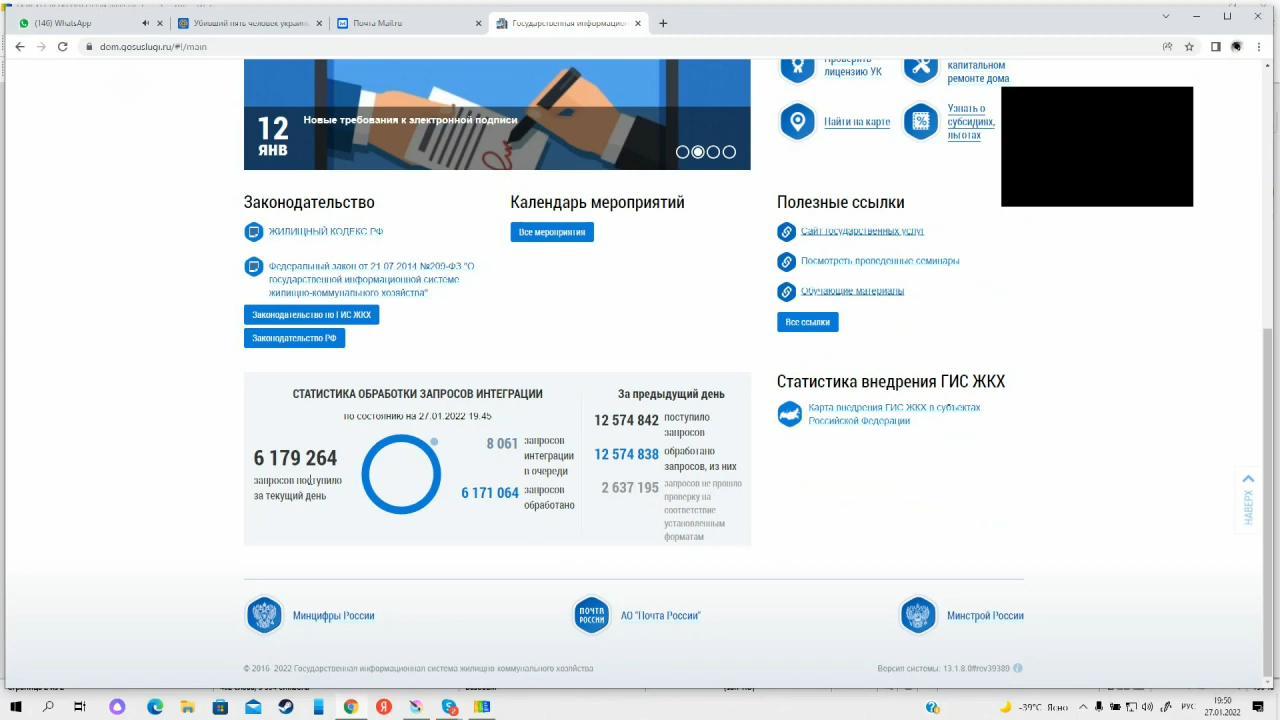 (146) WhatsApp
Убивший пять человек украин
Почта Mail.ru
Государственная информацион
dom.gosuslugi.ru/#!/main
Проверить
лицензию УК
капитальном
ремонте дома
Найти на карте
Узнать о
субсидиях,
льготах
12
ЯНВ
Новые требования к электронной подписи
Законодательство
ЖИЛИЩНЫЙ КОДЕКС РФ
Федеральный закон от 21.07.2014 №209-ФЗ "О
государственной информационной системе
жилищно-коммунального хозяйства"
Законодательство по ГИС ЖКХ
Законодательство РФ
Календарь мероприятий
Все мероприятия
Полезные ссылки
Сайт государственных услуг
Посмотреть проведенные семинары
Обучающие материалы
Все ссылки
СТАТИСТИКА ОБРАБОТКИ ЗАПРОСОВ ИНТЕГРАЦИИ
по состоянию на 27.01.2022 19:45
6 179 264
запросов поступило
за текущий день
8 061 запросов
интеграции
в очереди
6 171 064 запросов
обработано
За предыдущий день
12 574 842 поступило
запросов
12 574 838 обработано
запросов, из них
2 637 195 запросов не прошло
проверку на
соответствие
установленным
форматам
Статистика внедрения ГИС ЖКХ
Карта внедрения ГИС ЖКХ в субъектах
Российской Федерации
НАВЕРХ
Минцифры России
ПОЧТА
РОССИИ
АО "Почта России"
Минстрой России
© 2016 2022 Государственная информационная система жилищно-коммунального хозяйства
Версия системы: 13.1.8.0#rev39389
-39°C Ясно
РУС
19:50
27.01.2022